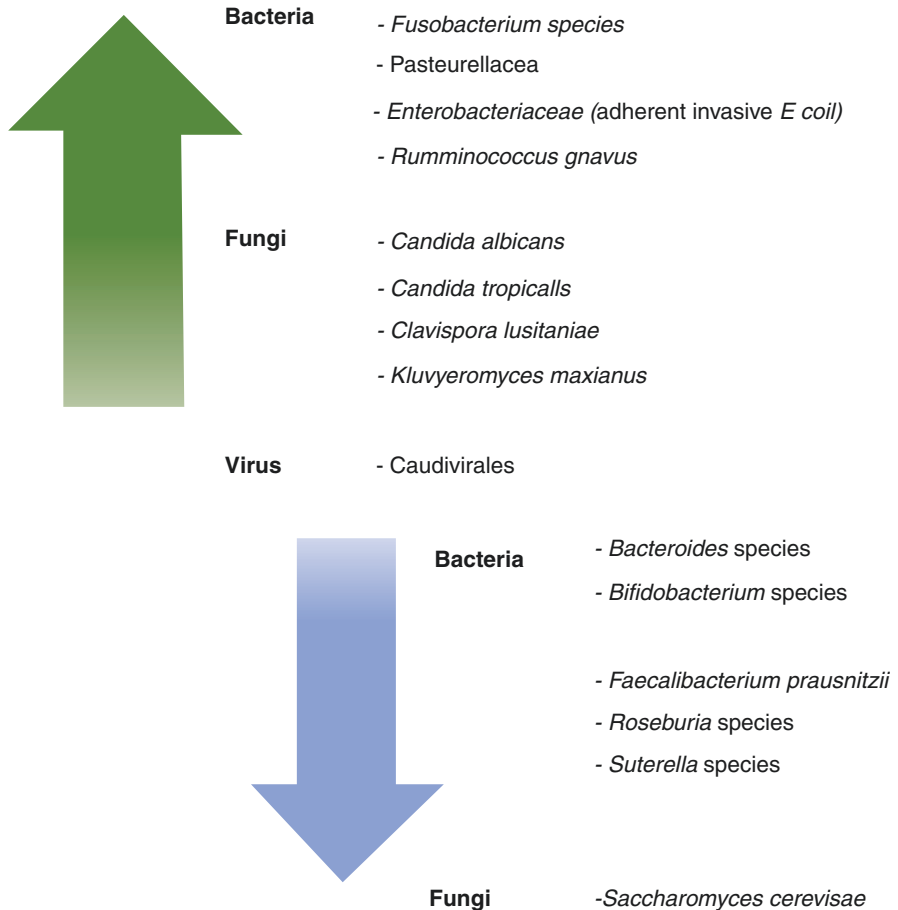 Bacteria - Fusobacterium species
- Pasteurellacea
- Enterobacteriaceae (adherent invasive E coil)
- Rumminococcus gnavus
Fungi - Candida albicans
- Candida tropicalls
- Clavispora lusitaniae
- Kluvyeromyces maxianus
Virus - Caudivirales
Bacteria - Bacteroides species
- Bifidobacterium species
- Faecalibacterium prausnitzii
- Roseburia species
- Suterella species
Fungi -Saccharomyces cerevisae